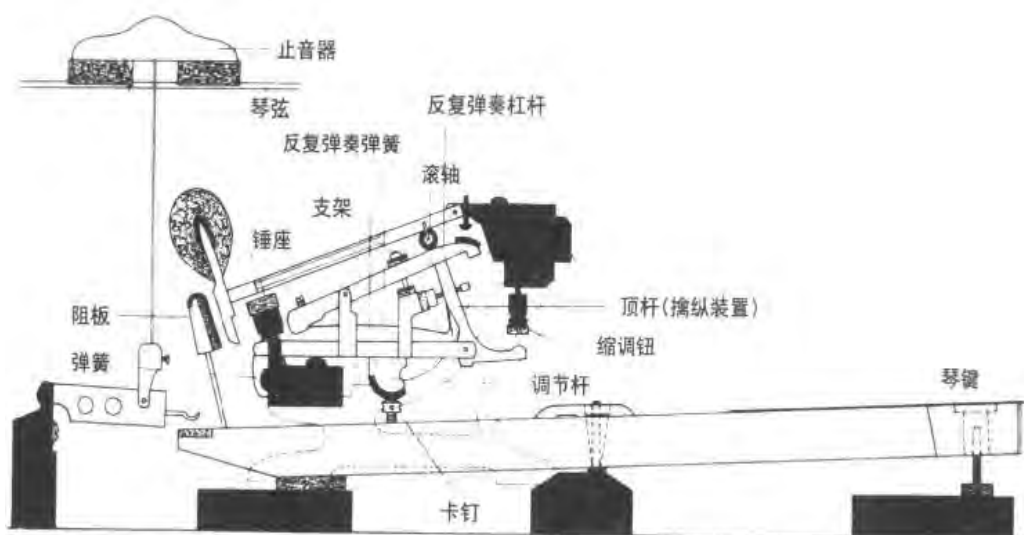 止音器
琴弦
反复弹奏杠杆
反复弹奏弹簧
滚轴
支架
锤座
顶杆(擒纵装置)
阻板
缩调钮
弹簧
调节杆
琴键
卡钉